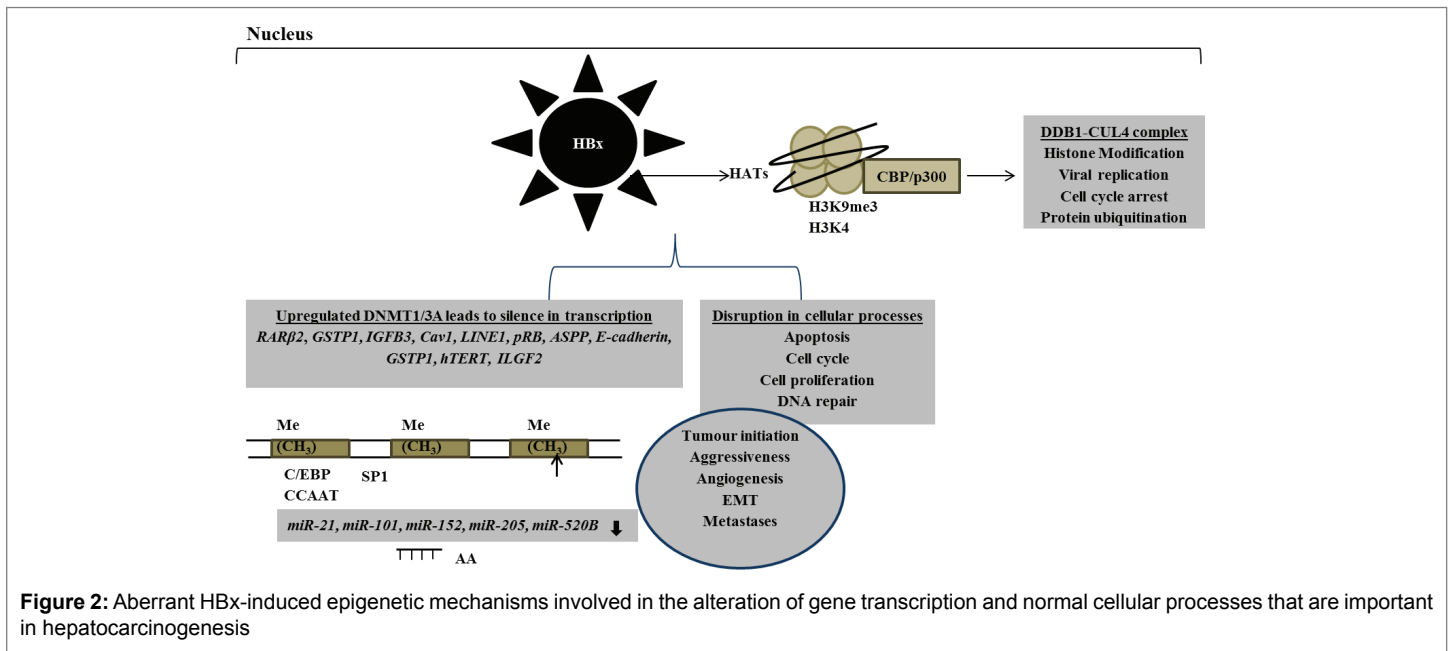 Nucleus
HBx
HATs
CBP/p300
H3K9me3
H3K4
DDB1-CUL4 complex
Histone Modification
Viral replication
Cell cycle arrest
Protein ubiquitination
Upregulated DNMT1/3A leads to silence in transcription
RARβ2, GSTP1, IGFB3, Cav1, LINE1, pRB, ASPP, E-cadherin,
GSTP1, hTERT, ILGF2
Disruption in cellular processes
Apoptosis
Cell cycle
Cell proliferation
DNA repair
Me Me Me
(CH₃) (CH₃) (CH₃)
C/EBP SP1
CCAAT
miR-21, miR-101, miR-152, miR-205, miR-520B
AA
Tumour initiation
Aggressiveness
Angiogenesis
EMT
Metastases
Figure 2: Aberrant HBx-induced epigenetic mechanisms involved in the alteration of gene transcription and normal cellular processes that are important
in hepatocarcinogenesis